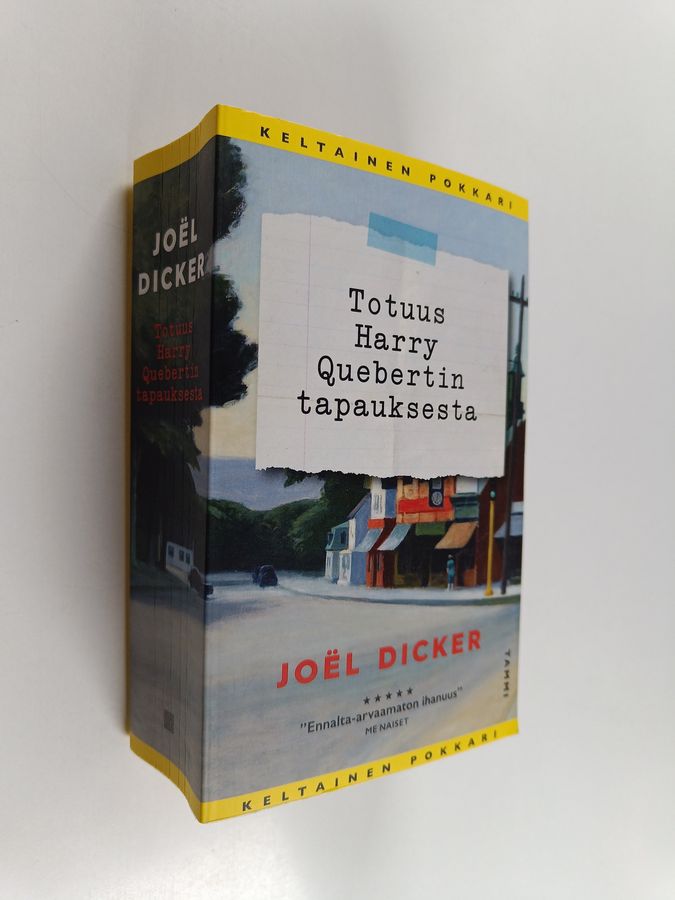 KELTAINEN POKKARI
JOËL
DICKER
Totuus
Harry
Quebertin
tapauksesta
Totuus
Harry
Quebertin
tapauksesta
JOËL DICKER
★★★★★
”Ennalta-arvaamaton ihanuus”
ME NAISET
TAMMI
KELTAINEN POKKARI